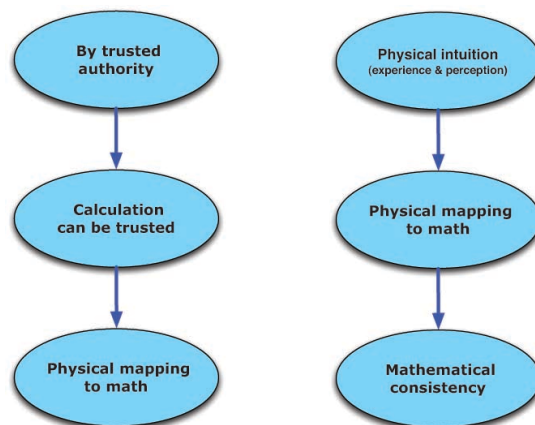 By trusted
authority
Calculation
can be trusted
Physical mapping
to math
Physical intuition
(experience & perception)
Physical mapping
to math
Mathematical
consistency